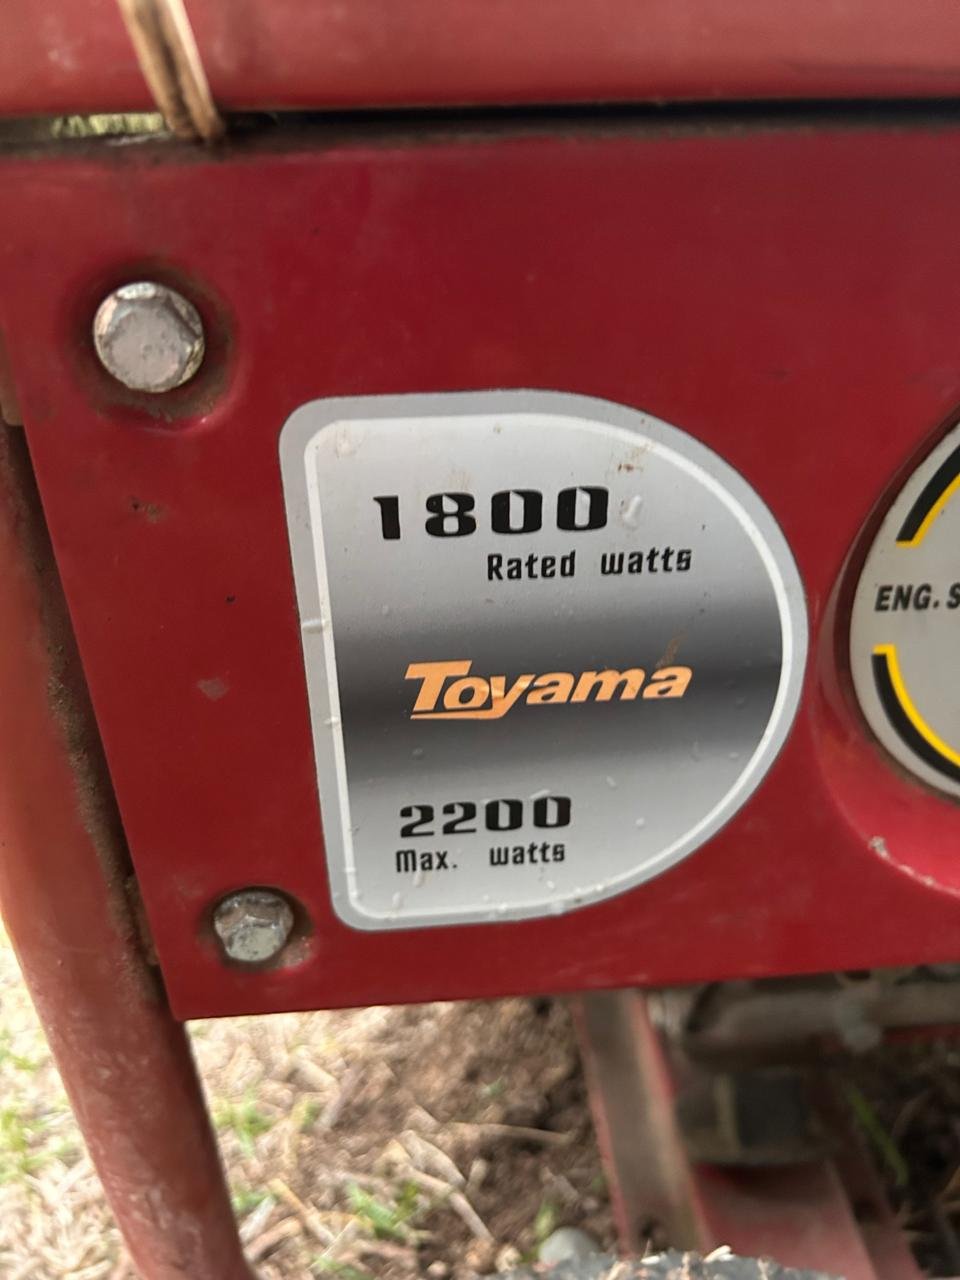 1800
Rated watts
Toyama
2200
Max. watts
ENG.